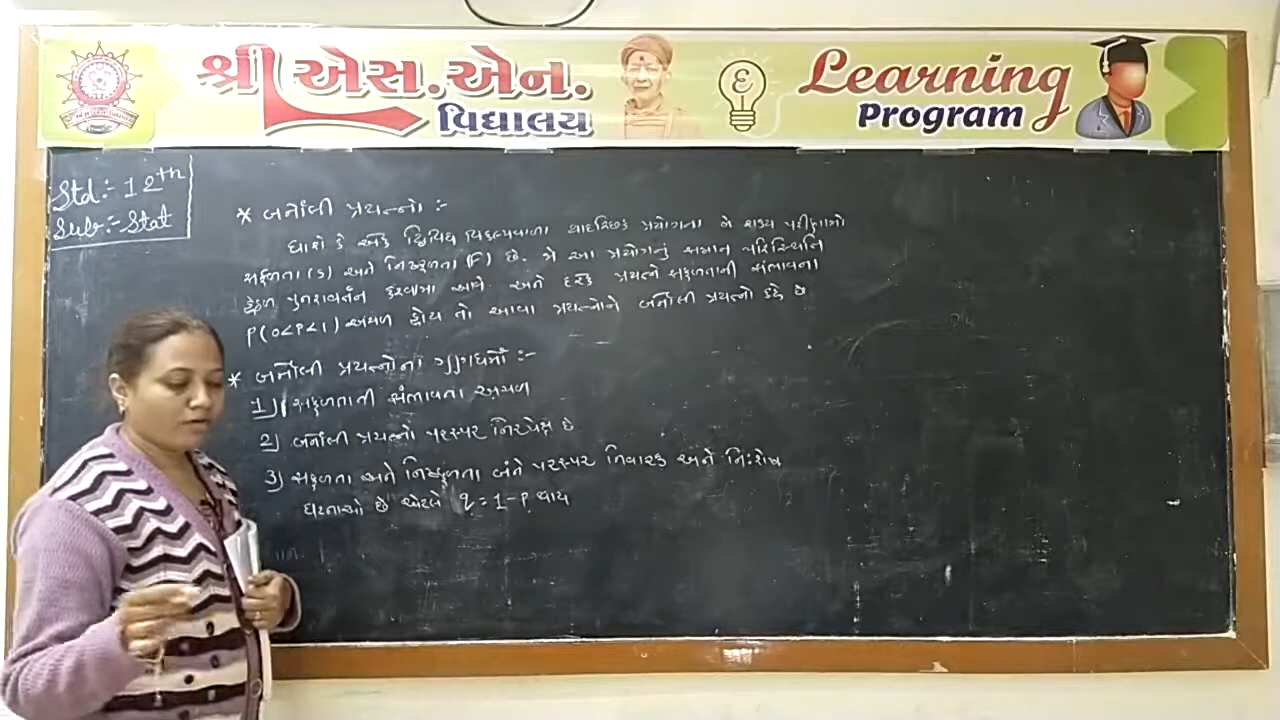 શ્રી એસ. એન.
વિદ્યાલય
Learning
Program
Std:- 12th
Sub:- Stat
* બર્નોલી પ્રયત્નો :-
ધારો કે એક દ્વિવિધ વિકલ્પવાળા યાદચ્છિક પ્રયોગના બે શક્ય પરીણામો
સફળતા (S) અને નિષ્ફળતા (F) છે. જો આ પ્રયોગનું સમાન પરિસ્થિતિ
હેઠળ પુનરાવર્તન કરવામા આવે અને દરેક પ્રયત્ને સફળતાની સંભાવના
P (0<P<1) અચળ હોય તો આવા પ્રયત્નોને બર્નોલી પ્રયત્નો કહે છે
* બર્નોલી પ્રયત્નોના ગુણધર્મો :-
1) સફળતાની સંભાવના અચળ
2) બર્નોલી પ્રયત્નો પરસ્પર નિરપેક્ષ છે
3) સફળતા અને નિષ્ફળતા બંને પરસ્પર નિવારક અને નિ:શેષ
ઘટનાઓ છે એટલે q = 1 - P થાય